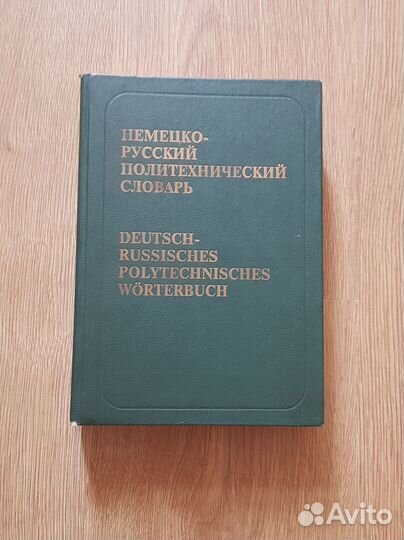 НЕМЕЦКО-
РУССКИЙ
ПОЛИТЕХНИЧЕСКИЙ
СЛОВАРЬ
DEUTSCH-
RUSSISCHES
POLYTECHNISCHES
WÖRTERBUCH
Avito